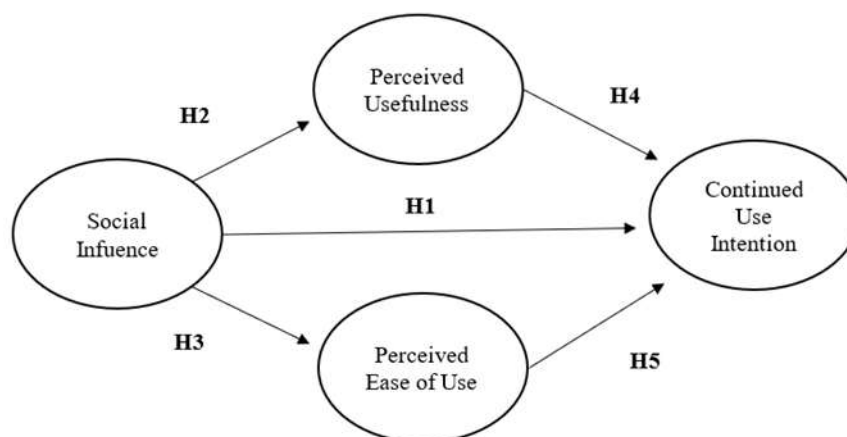 Perceived
Usefulness
H2
H4
Social
Infuence
H1
Continued
Use
Intention
H3
Perceived
Ease of Use
H5